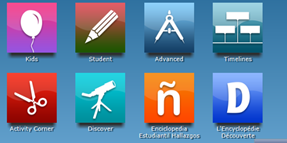 Kids
Student
Advanced
Timelines
ñ
D
Activity Corner
Discover
Enciclopedia
Estudiantil Hallazgos
L'Encyclopédie
Découverte